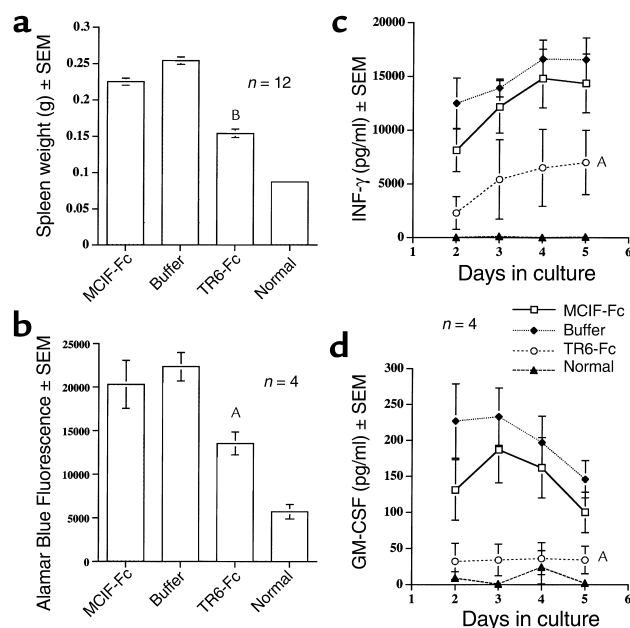 a
Spleen weight (g) ± SEM
0.3
0.25
0.2
0.15
0.1
0.05
0
n = 12
B
MCIF-Fc
Buffer
TR6-Fc
Normal
c
INF-γ (pg/ml) ± SEM
20000
15000
10000
5000
0
A
1 2 3 4 5 6
Days in culture
b
Alamar Blue Fluorescence ± SEM
25000
20000
15000
10000
5000
0
n = 4
A
MCIF-Fc
Buffer
TR6-Fc
Normal
n = 4
MCIF-Fc
Buffer
TR6-Fc
Normal
d
GM-CSF (pg/ml) ± SEM
300
250
200
150
100
50
0
A
1 2 3 4 5 6
Days in culture